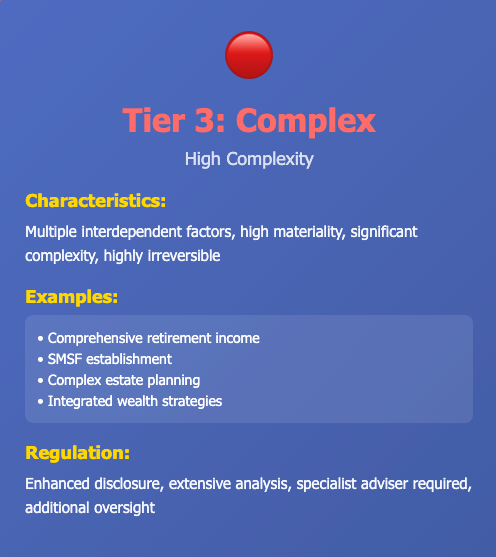 Tier 3: Complex
High Complexity
Characteristics:
Multiple interdependent factors, high materiality, significant
complexity, highly irreversible
Examples:
• Comprehensive retirement income
• SMSF establishment
• Complex estate planning
• Integrated wealth strategies
Regulation:
Enhanced disclosure, extensive analysis, specialist adviser required,
additional oversight